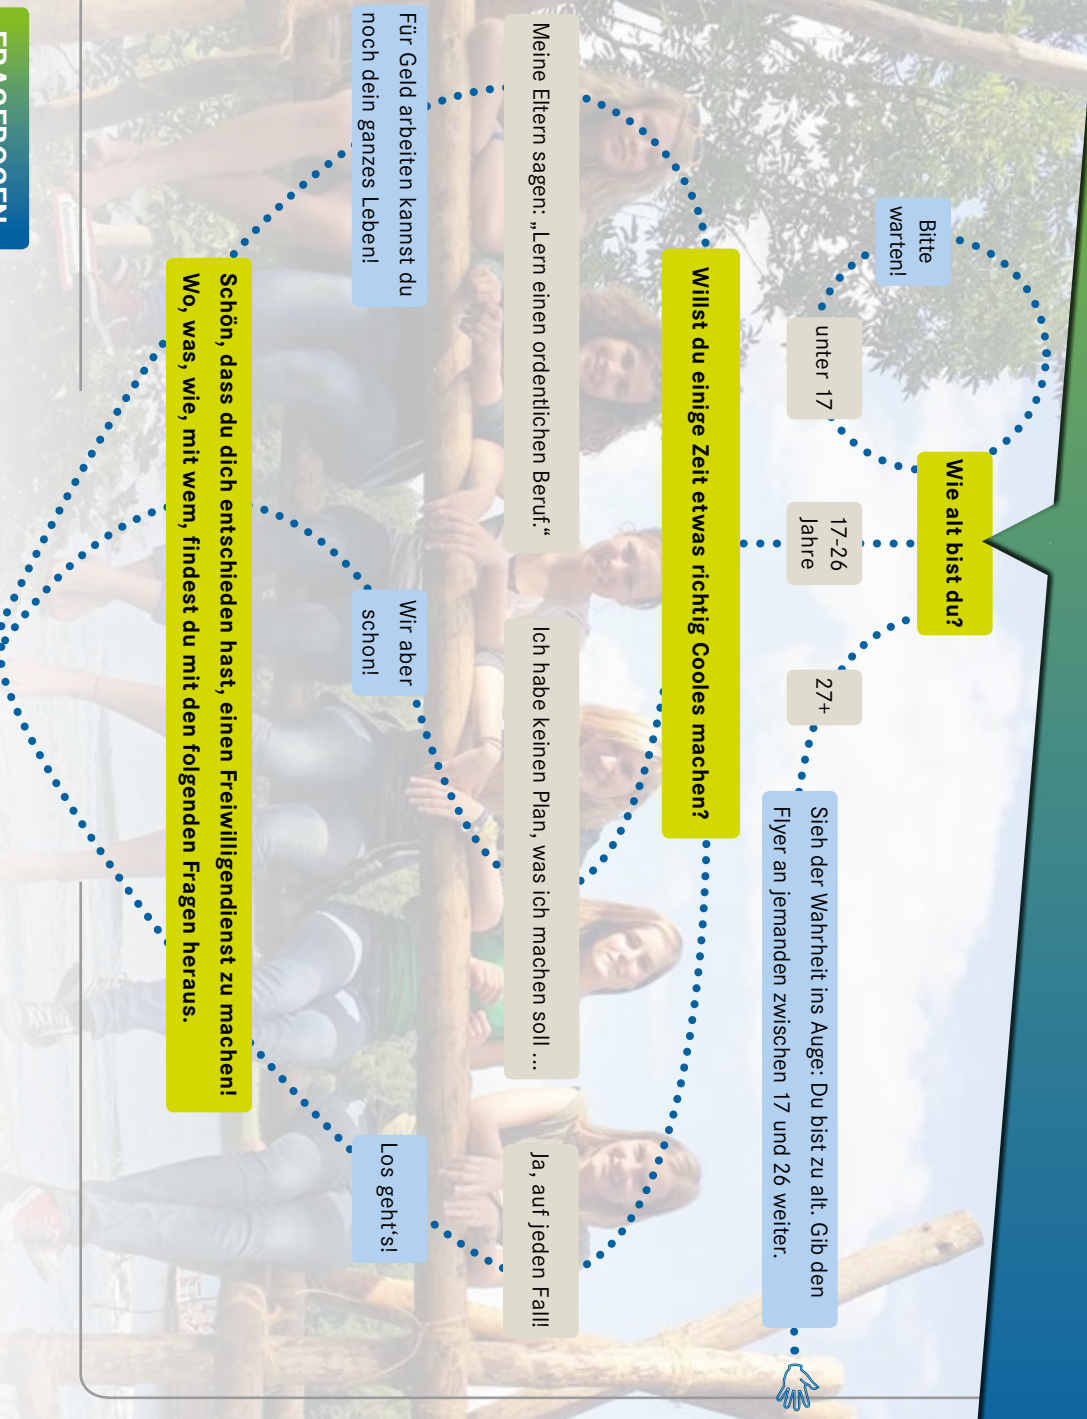 Wie alt bist du?
Bitte
warten!
unter 17
17-26
Jahre
27+
Sieh der Wahrheit ins Auge: Du bist zu alt. Gib den
Flyer an jemanden zwischen 17 und 26 weiter.
Willst du einige Zeit etwas richtig Cooles machen?
Meine Eltern sagen: „Lern einen ordentlichen Beruf.“
Ich habe keinen Plan, was ich machen soll ...
Ja, auf jeden Fall!
Für Geld arbeiten kannst du
noch dein ganzes Leben!
Wir aber
schon!
Los geht‘s!
Schön, dass du dich entschieden hast, einen Freiwilligendienst zu machen!
Wo, was, wie, mit wem, findest du mit den folgenden Fragen heraus.
FRAGEBOGEN